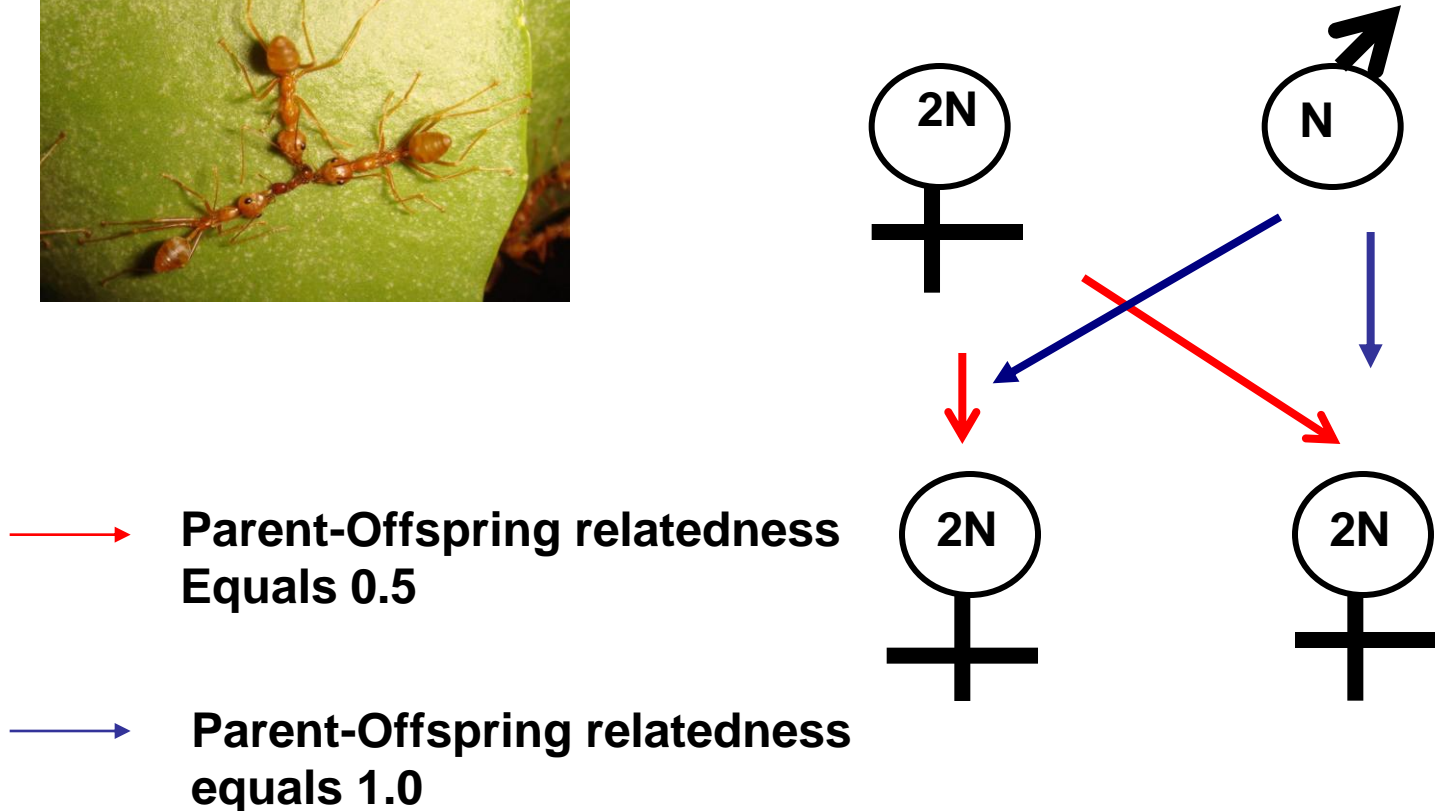 2N
N
Parent-Offspring relatedness
Equals 0.5
2N
2N
Parent-Offspring relatedness
equals 1.0